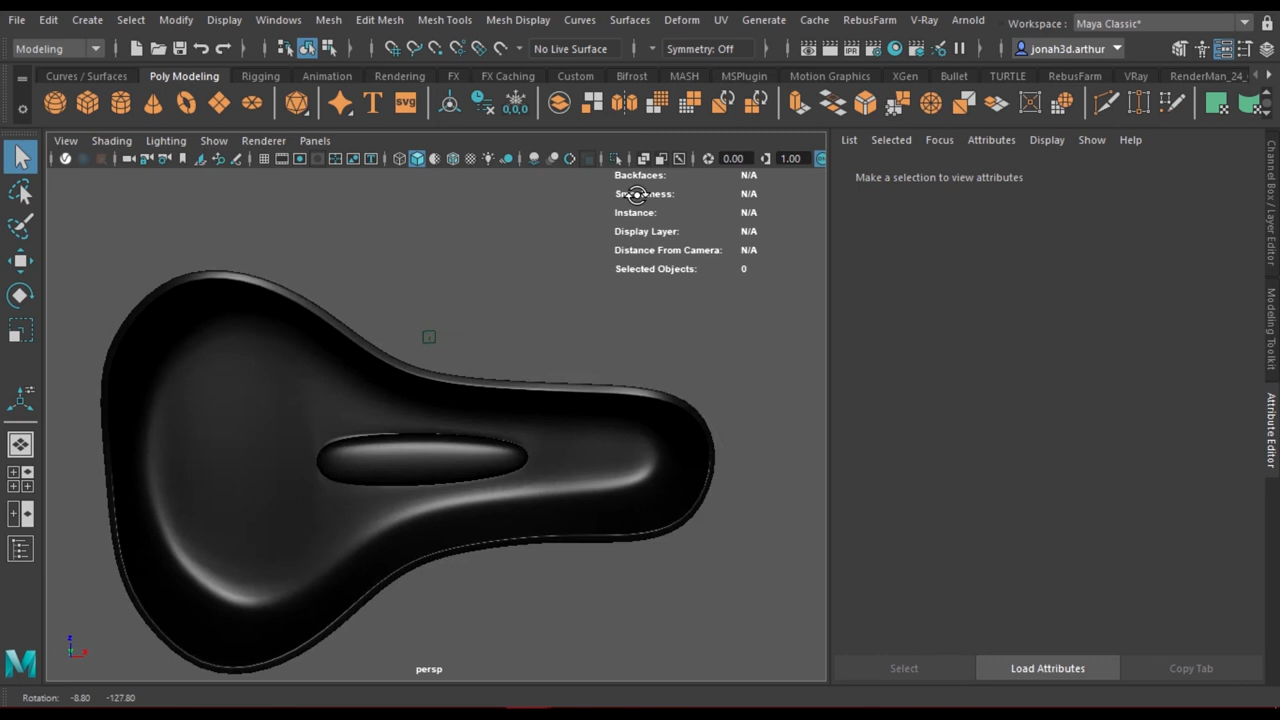 File Edit Create Select Modify Display Windows Mesh Edit Mesh Mesh Tools Mesh Display Curves Surfaces Deform UV Generate Cache RebusFarm V-Ray Arnold Workspace : Maya Classic*
Modeling No Live Surface Symmetry: Off jonah3d.arthur
Curves / Surfaces Poly Modeling Rigging Animation Rendering FX FX Caching Custom Bifrost MASH MSPlugin Motion Graphics XGen Bullet TURTLE RebusFarm VRay RenderMan_24_
T svg 0,0,0
View Shading Lighting Show Renderer Panels List Selected Focus Attributes Display Show Help
0.00 1.00
Backfaces: N/A
N/A
Instance: N/A
Display Layer: N/A
Distance From Camera: N/A
Selected Objects: 0
Make a selection to view attributes
Channel Box / Layer Editor
Modeling Toolkit
Attribute Editor
z
x
persp
Select Load Attributes Copy Tab
Rotation: -8.80 -127.80